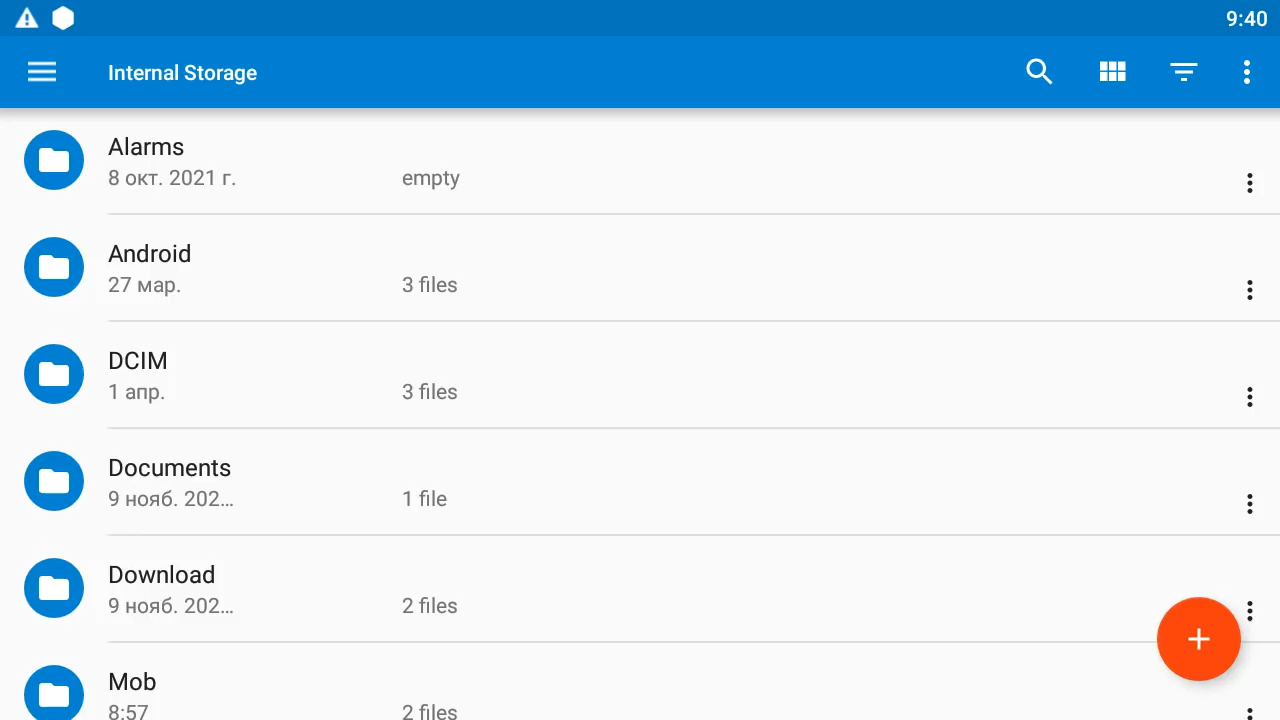 9:40
Internal Storage
Alarms
8 окт. 2021 г. empty
Android
27 мар. 3 files
DCIM
1 апр. 3 files
Documents
9 нояб. 202... 1 file
Download
9 нояб. 202... 2 files
Mob
8:57 2 files